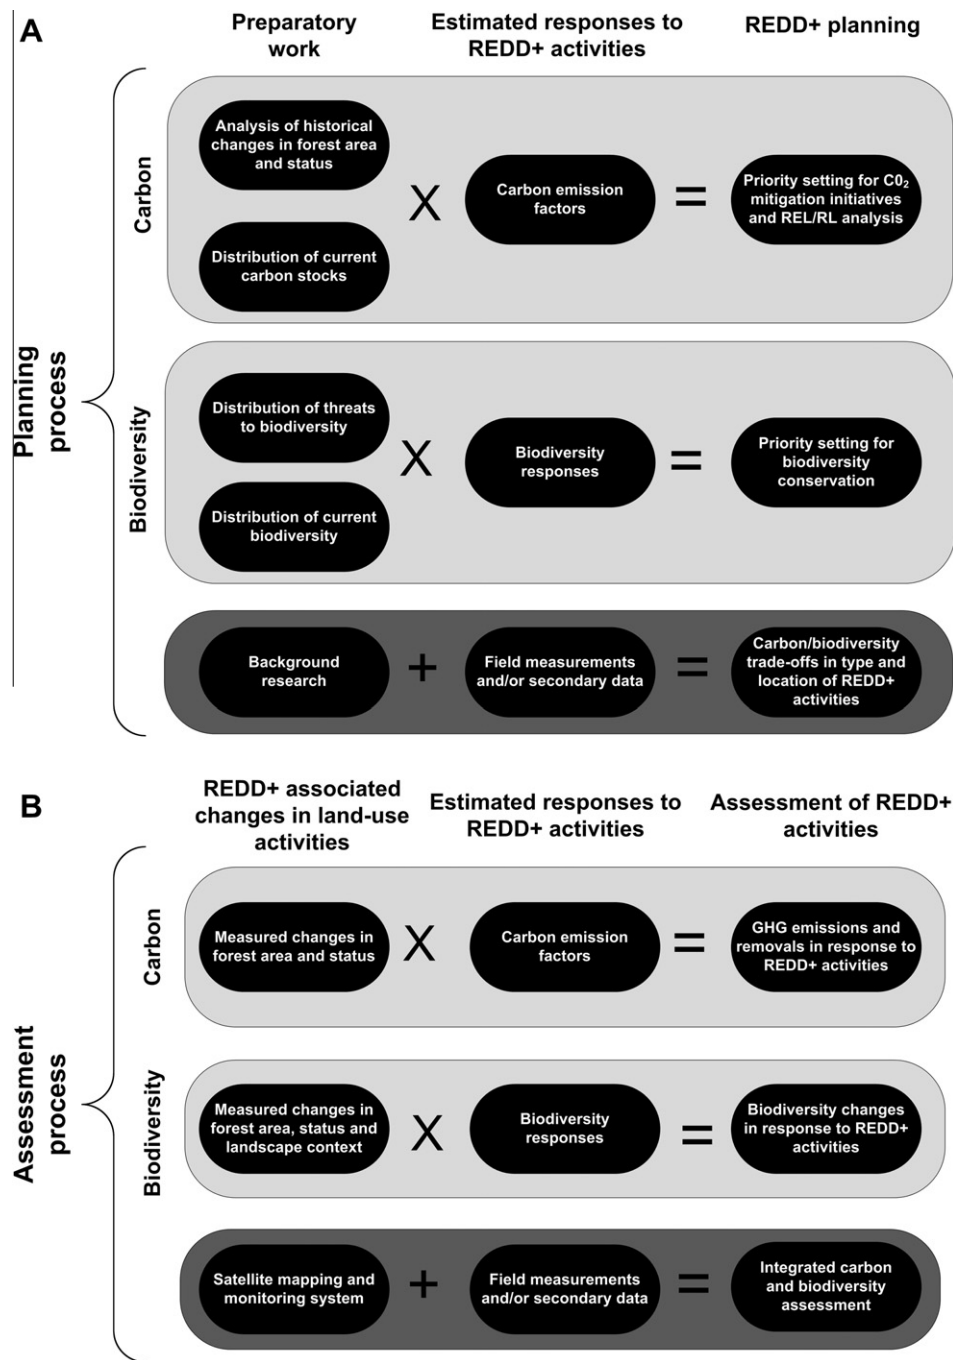 A
Preparatory
work
Estimated responses to
REDD+ activities
REDD+ planning
Planning
process
Carbon
Analysis of historical
changes in forest area
and status
Distribution of current
carbon stocks
X
Carbon emission
factors
=
Priority setting for C0₂
mitigation initiatives
and REL/RL analysis
Biodiversity
Distribution of threats
to biodiversity
Distribution of current
biodiversity
X
Biodiversity
responses
=
Priority setting for
biodiversity
conservation
Background
research
+
Field measurements
and/or secondary data
=
Carbon/biodiversity
trade-offs in type and
location of REDD+
activities
B
REDD+ associated
changes in land-use
activities
Estimated responses to
REDD+ activities
Assessment of REDD+
activities
Assessment
process
Carbon
Measured changes in
forest area and status
X
Carbon emission
factors
=
GHG emissions and
removals in response to
REDD+ activities
Biodiversity
Measured changes in
forest area, status and
landscape context
X
Biodiversity
responses
=
Biodiversity changes
in response to REDD+
activities
Satellite mapping and
monitoring system
+
Field measurements
and/or secondary data
=
Integrated carbon
and biodiversity
assessment